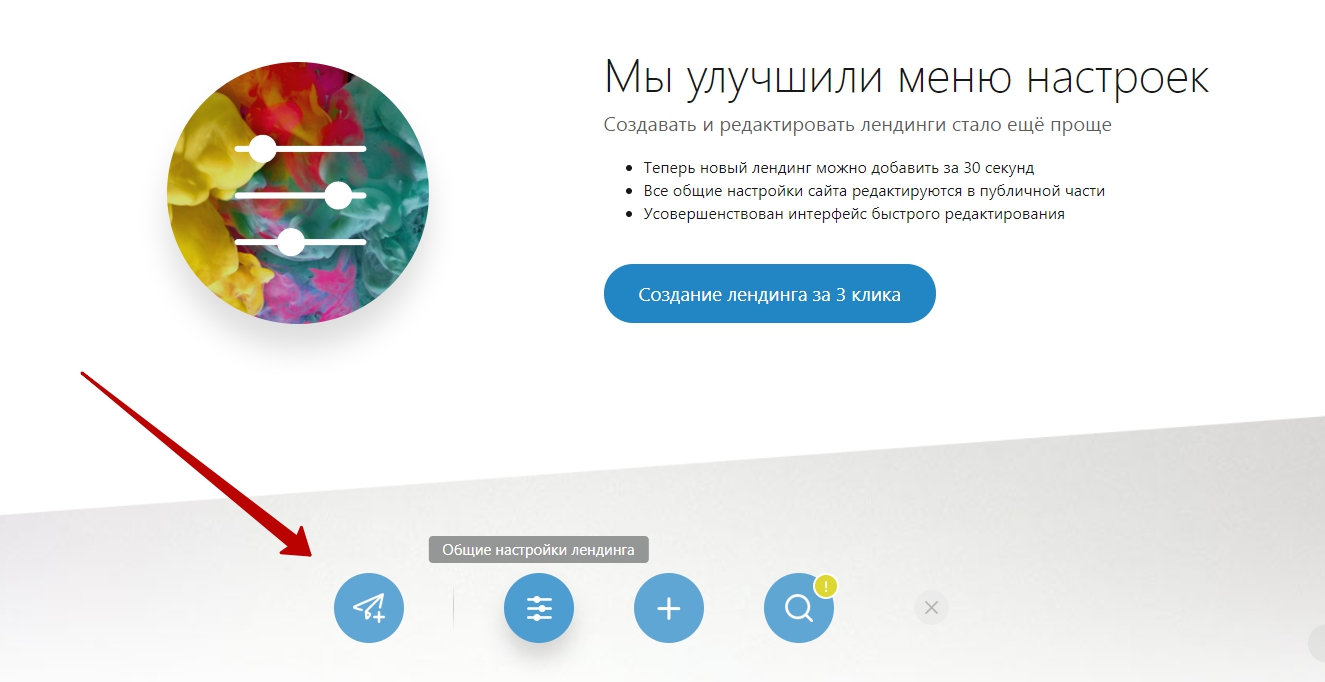 Мы улучшили меню настроек
Создавать и редактировать лендинги стало ещё проще
Теперь новый лендинг можно добавить за 30 секунд
Все общие настройки сайта редактируются в публичной части
Усовершенствован интерфейс быстрого редактирования
Создание лендинга за 3 клика
Общие настройки лендинга
!